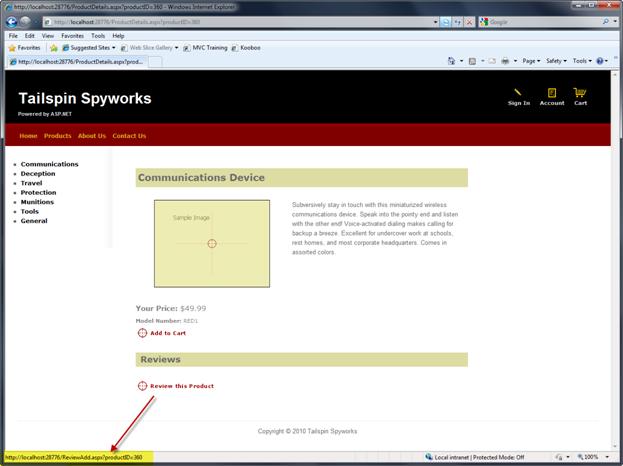 http://localhost:28776/ProductDetails.aspx?productID=360 - Windows Internet Explorer
http://localhost:28776/ProductDetails.aspx?productID=360
Google
File Edit View Favorites Tools Help
Favorites Suggested Sites Web Slice Gallery MVC Training Kooboo
http://localhost:28776/ProductDetails.aspx?prod...
Page Safety Tools
Tailspin Spyworks
Powered by ASP.NET
Sign In Account Cart
Home Products About Us Contact Us
Communications
Deception
Travel
Protection
Munitions
Tools
General
Communications Device
Sample Image
Subversively stay in touch with this miniaturized wireless
communications device. Speak into the pointy end and listen
with the other end! Voice-activated dialing makes calling for
backup a breeze. Excellent for undercover work at schools,
rest homes, and most corporate headquarters. Comes in
assorted colors.
Your Price: $49.99
Model Number: RED1
Add to Cart
Reviews
Review this Product
Copyright © 2010 Tailspin Spyworks
http://localhost:28776/ReviewAdd.aspx?productID=360
Local intranet | Protected Mode: Off
100%